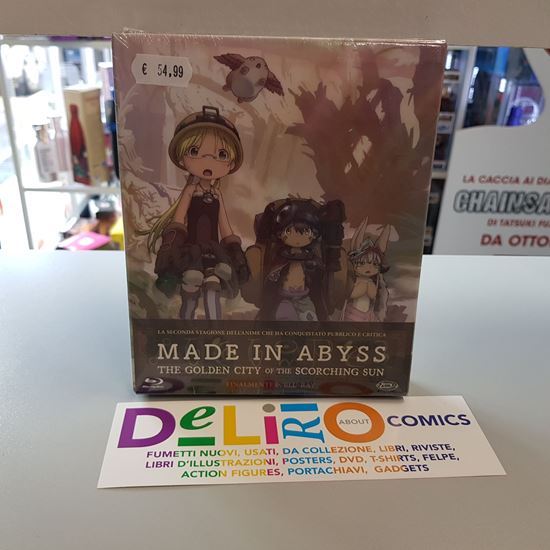 € 54,99
LA SECONDA STAGIONE DELL'ANIME CHE HA CONQUISTATO PUBBLICO E CRITICA
MADE IN ABYSS
THE GOLDEN CITY OF THE SCORCHING SUN
FINALMENTE IN BLU-RAY
LA CACCIA AI
CHAINSA
DI TATSUKI FU
DA OTTO
DeLiRiO ABOUT COMICS
FUMETTI NUOVI, USATI, DA COLLEZIONE, LIBRI, RIVISTE,
LIBRI D'ILLUSTRAZIONI, POSTERS, DVD, T-SHIRTS, FELPE,
ACTION FIGURES, PORTACHIAVI, GADGETS